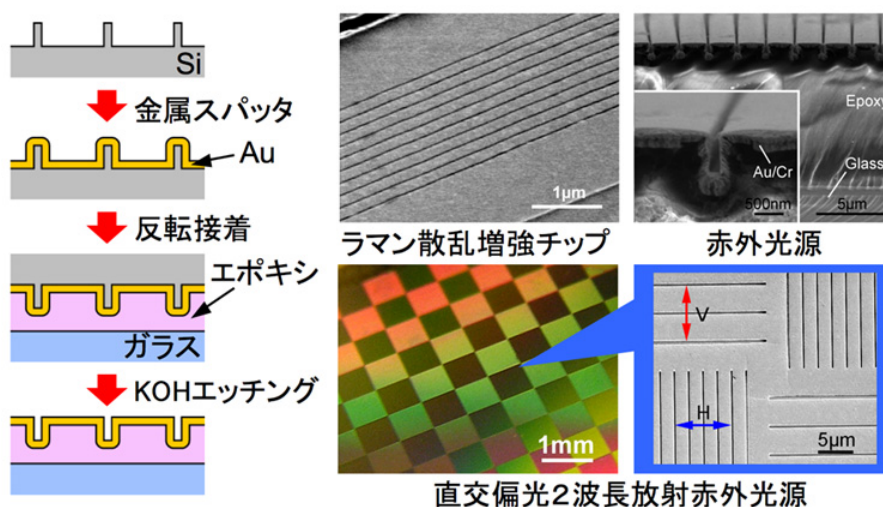 Si
金属スパッタ
Au
反転接着
エポキシ
ガラス
KOHエッチング
1μm
ラマン散乱増強チップ
Epoxy
Au/Cr
Glass
500nm
5μm
赤外光源
1mm
V
H
5μm
直交偏光2波長放射赤外光源